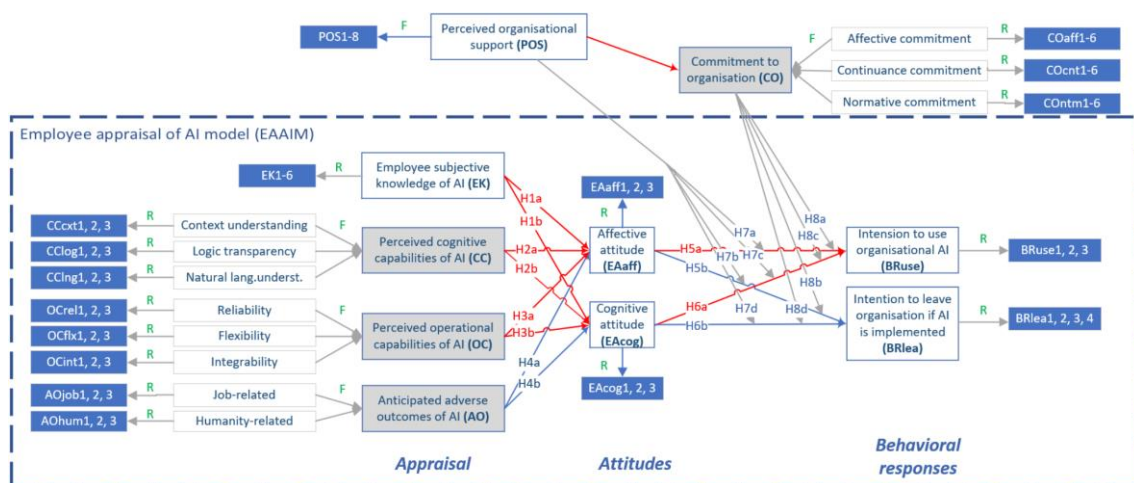 POS1-8
F
Perceived organisational
support (POS)
Commitment to
organisation (CO)
F
Affective commitment
R
COaff1-6
Continuance commitment
R
COcnt1-6
Normative commitment
R
COntm1-6
Employee appraisal of AI model (EAAIM)
EK1-6
R
Employee subjective
knowledge of AI (EK)
H1a
H1b
EAaff1, 2, 3
R
CCcxt1, 2, 3
R
Context understanding
F
CClog1, 2, 3
R
Logic transparency
CClng1, 2, 3
R
Natural lang.underst.
Perceived cognitive
capabilities of AI (CC)
H2a
H2b
Affective
attitude
(EAaff)
H5a
H5b
H7a
H7b
H7c
H8a
H8c
H8b
Intension to use
organisational AI
(BRuse)
R
BRuse1, 2, 3
OCrel1, 2, 3
R
Reliability
F
OCflx1, 2, 3
R
Flexibility
OCint1, 2, 3
R
Integrability
Perceived operational
capabilities of AI (OC)
H3a
H3b
Cognitive
attitude
(EAcog)
H6a
H6b
H7d
H8d
Intention to leave
organisation if AI
is implemented
(BRlea)
R
BRlea1, 2, 3, 4
H4a
H4b
R
EAcog1, 2, 3
AOjob1, 2, 3
R
Job-related
F
AOhum1, 2, 3
R
Humanity-related
Anticipated adverse
outcomes of AI (AO)
Appraisal
Attitudes
Behavioral
responses